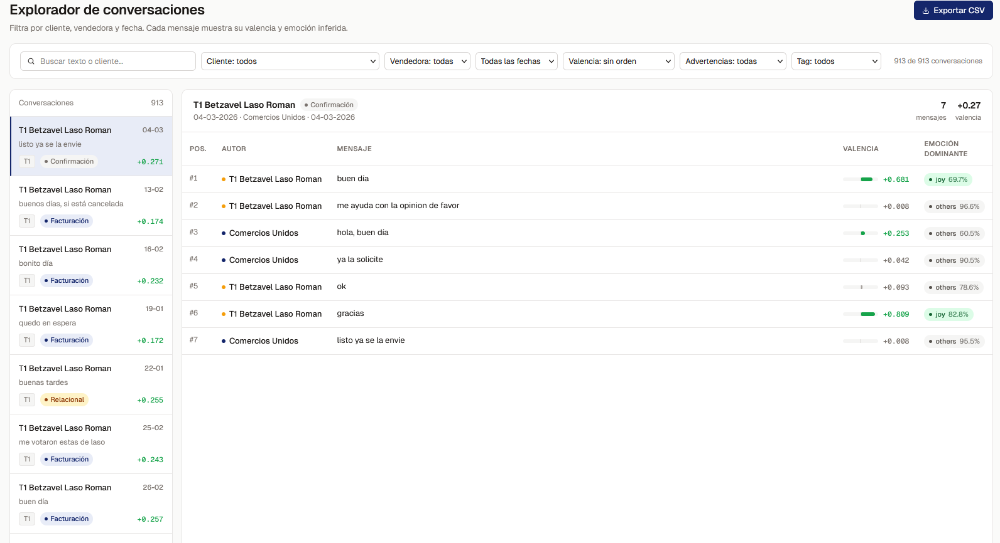 Explorador de conversaciones
Exportar CSV
Filtra por cliente, vendedora y fecha. Cada mensaje muestra su valencia y emoción inferida.
Buscar texto o cliente...
Cliente: todos
Vendedora: todas
Todas las fechas
Valencia: sin orden
Advertencias: todas
Tag: todos
913 de 913 conversaciones
Conversaciones 913
T1 Betzavel Laso Roman 04-03
listo ya se la envie
T1 Confirmación +0.271
T1 Betzavel Laso Roman 13-02
buenos días, si está cancelada
T1 Facturación +0.174
T1 Betzavel Laso Roman 16-02
bonito día
T1 Facturación +0.232
T1 Betzavel Laso Roman 19-01
quedo en espera
T1 Facturación +0.172
T1 Betzavel Laso Roman 22-01
buenas tardes
T1 Relacional +0.255
T1 Betzavel Laso Roman 25-02
me votaron estas de laso
T1 Facturación +0.243
T1 Betzavel Laso Roman 26-02
buen día
T1 Facturación +0.257
T1 Betzavel Laso Roman Confirmación
04-03-2026 · Comercios Unidos · 04-03-2026
7 mensajes
+0.27 valencia
POS. AUTOR MENSAJE VALENCIA EMOCIÓN DOMINANTE
#1 T1 Betzavel Laso Roman buen día +0.681 joy 69.7%
#2 T1 Betzavel Laso Roman me ayuda con la opinion de favor +0.008 others 96.6%
#3 Comercios Unidos hola, buen día +0.253 others 60.5%
#4 Comercios Unidos ya la solicite +0.042 others 90.5%
#5 T1 Betzavel Laso Roman ok +0.093 others 78.6%
#6 T1 Betzavel Laso Roman gracias +0.809 joy 82.8%
#7 Comercios Unidos listo ya se la envie +0.008 others 95.5%